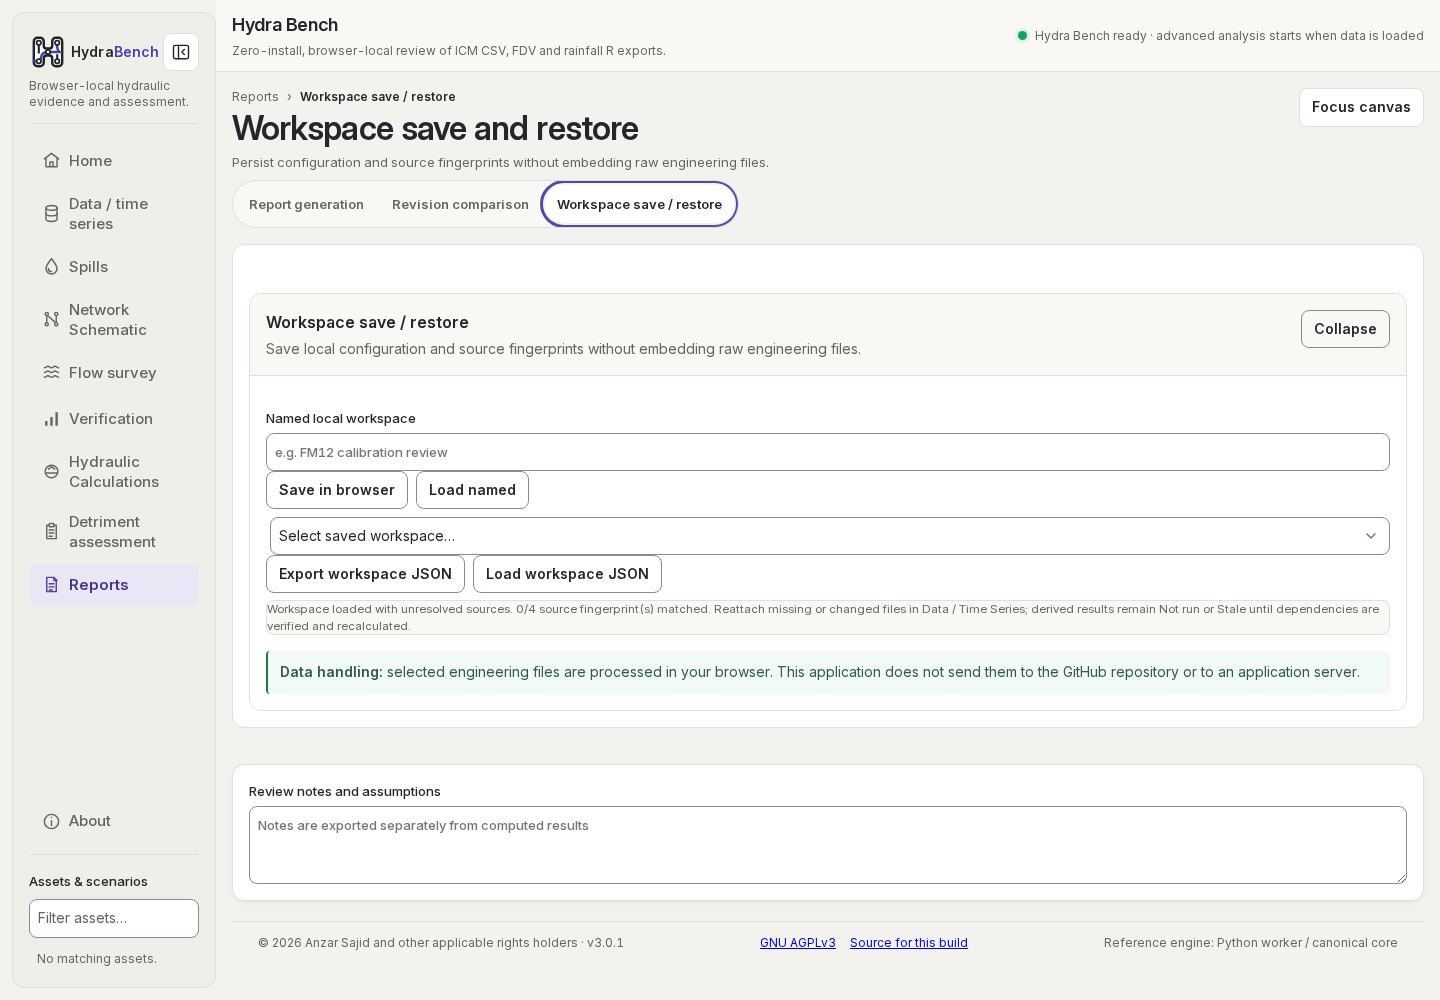 HydraBench
Browser-local hydraulic
evidence and assessment.
Home
Data / time
series
Spills
Network
Schematic
Flow survey
Verification
Hydraulic
Calculations
Detriment
assessment
Reports
About
Assets & scenarios
Filter assets...
No matching assets.
Hydra Bench
Zero-install, browser-local review of ICM CSV, FDV and rainfall R exports.
Hydra Bench ready · advanced analysis starts when data is loaded
Reports › Workspace save / restore
Focus canvas
Workspace save and restore
Persist configuration and source fingerprints without embedding raw engineering files.
Report generation Revision comparison Workspace save / restore
Workspace save / restore
Save local configuration and source fingerprints without embedding raw engineering files.
Collapse
Named local workspace
e.g. FM12 calibration review
Save in browser Load named
Select saved workspace...
Export workspace JSON Load workspace JSON
Workspace loaded with unresolved sources. 0/4 source fingerprint(s) matched. Reattach missing or changed files in Data / Time Series; derived results remain Not run or Stale until dependencies are
verified and recalculated.
Data handling: selected engineering files are processed in your browser. This application does not send them to the GitHub repository or to an application server.
Review notes and assumptions
Notes are exported separately from computed results
© 2026 Anzar Sajid and other applicable rights holders · v3.0.1
GNU AGPLv3 Source for this build
Reference engine: Python worker / canonical core